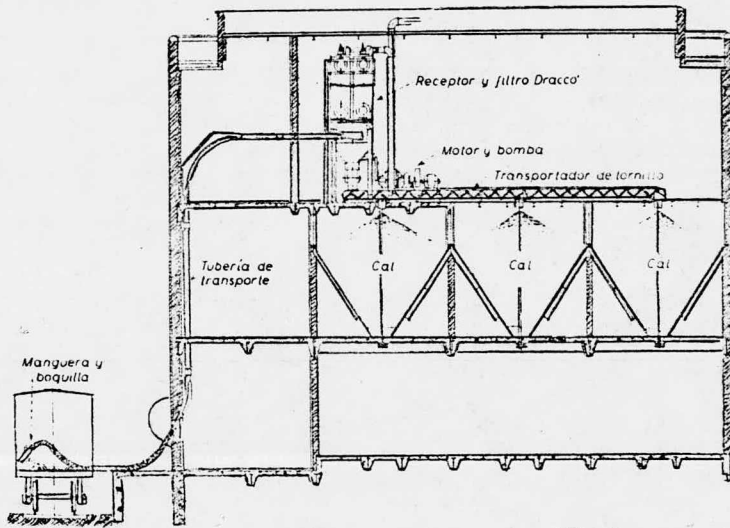 Receptor y filtro Dracco
Motor y bomba
Transportador de tornillo
Tubería de
transporte
Cal
Cal
Cal
Manguera y
boquilla